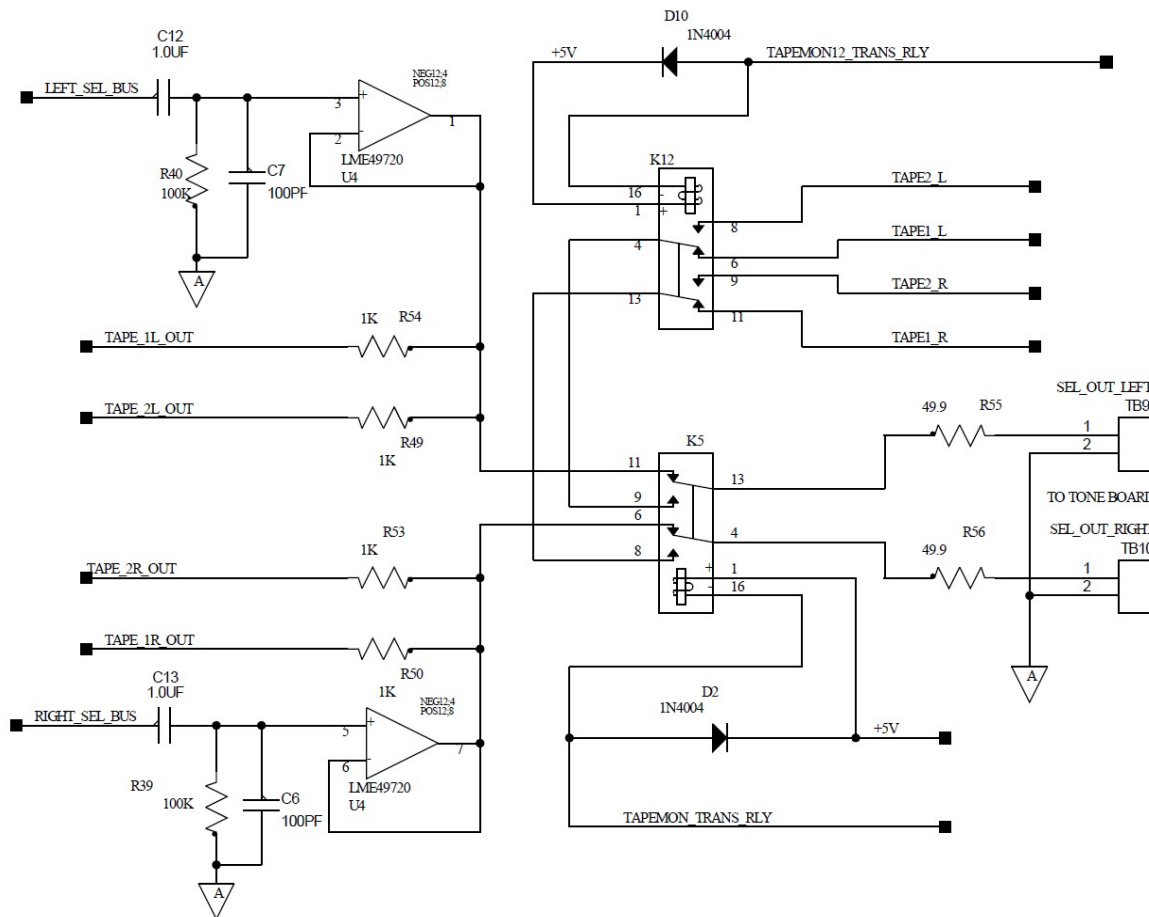 D10
1N4004
+5V
TAPEMON12_TRANS_RLY
C12
1.0UF
LEFT_SEL_BUS
NEG12;4
POS12;8
3
+
1
2
-
LME49720
U4
R40
100K
C7
100PF
A
K12
16
-
1
+
8
TAPE2_L
4
TAPE1_L
6
9
TAPE2_R
13
11
TAPE1_R
TAPE_1L_OUT
1K
R54
TAPE_2L_OUT
R49
1K
SEL_OUT_LEFT
TB9
49.9
R55
1
2
K5
11
13
9
6
TO TONE BOARD
4
8
49.9
R56
SEL_OUT_RIGHT
TB10
1
2
+
1
-
16
A
R53
1K
TAPE_2R_OUT
TAPE_1R_OUT
R50
1K
C13
1.0UF
RIGHT_SEL_BUS
NEG12;4
POS12;8
5
+
7
6
-
LME49720
U4
R39
100K
C6
100PF
A
D2
1N4004
+5V
TAPEMON_TRANS_RLY